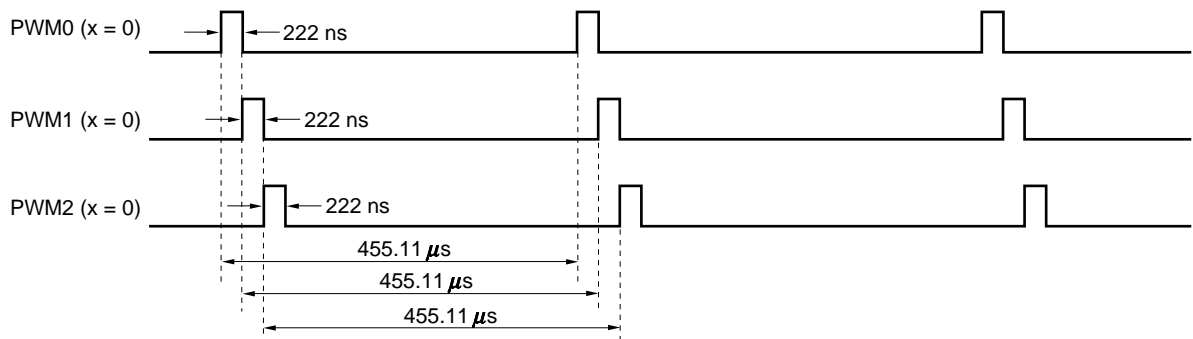 PWM0 (x = 0)
222 ns
PWM1 (x = 0)
222 ns
PWM2 (x = 0)
222 ns
455.11 μs
455.11 μs
455.11 μs